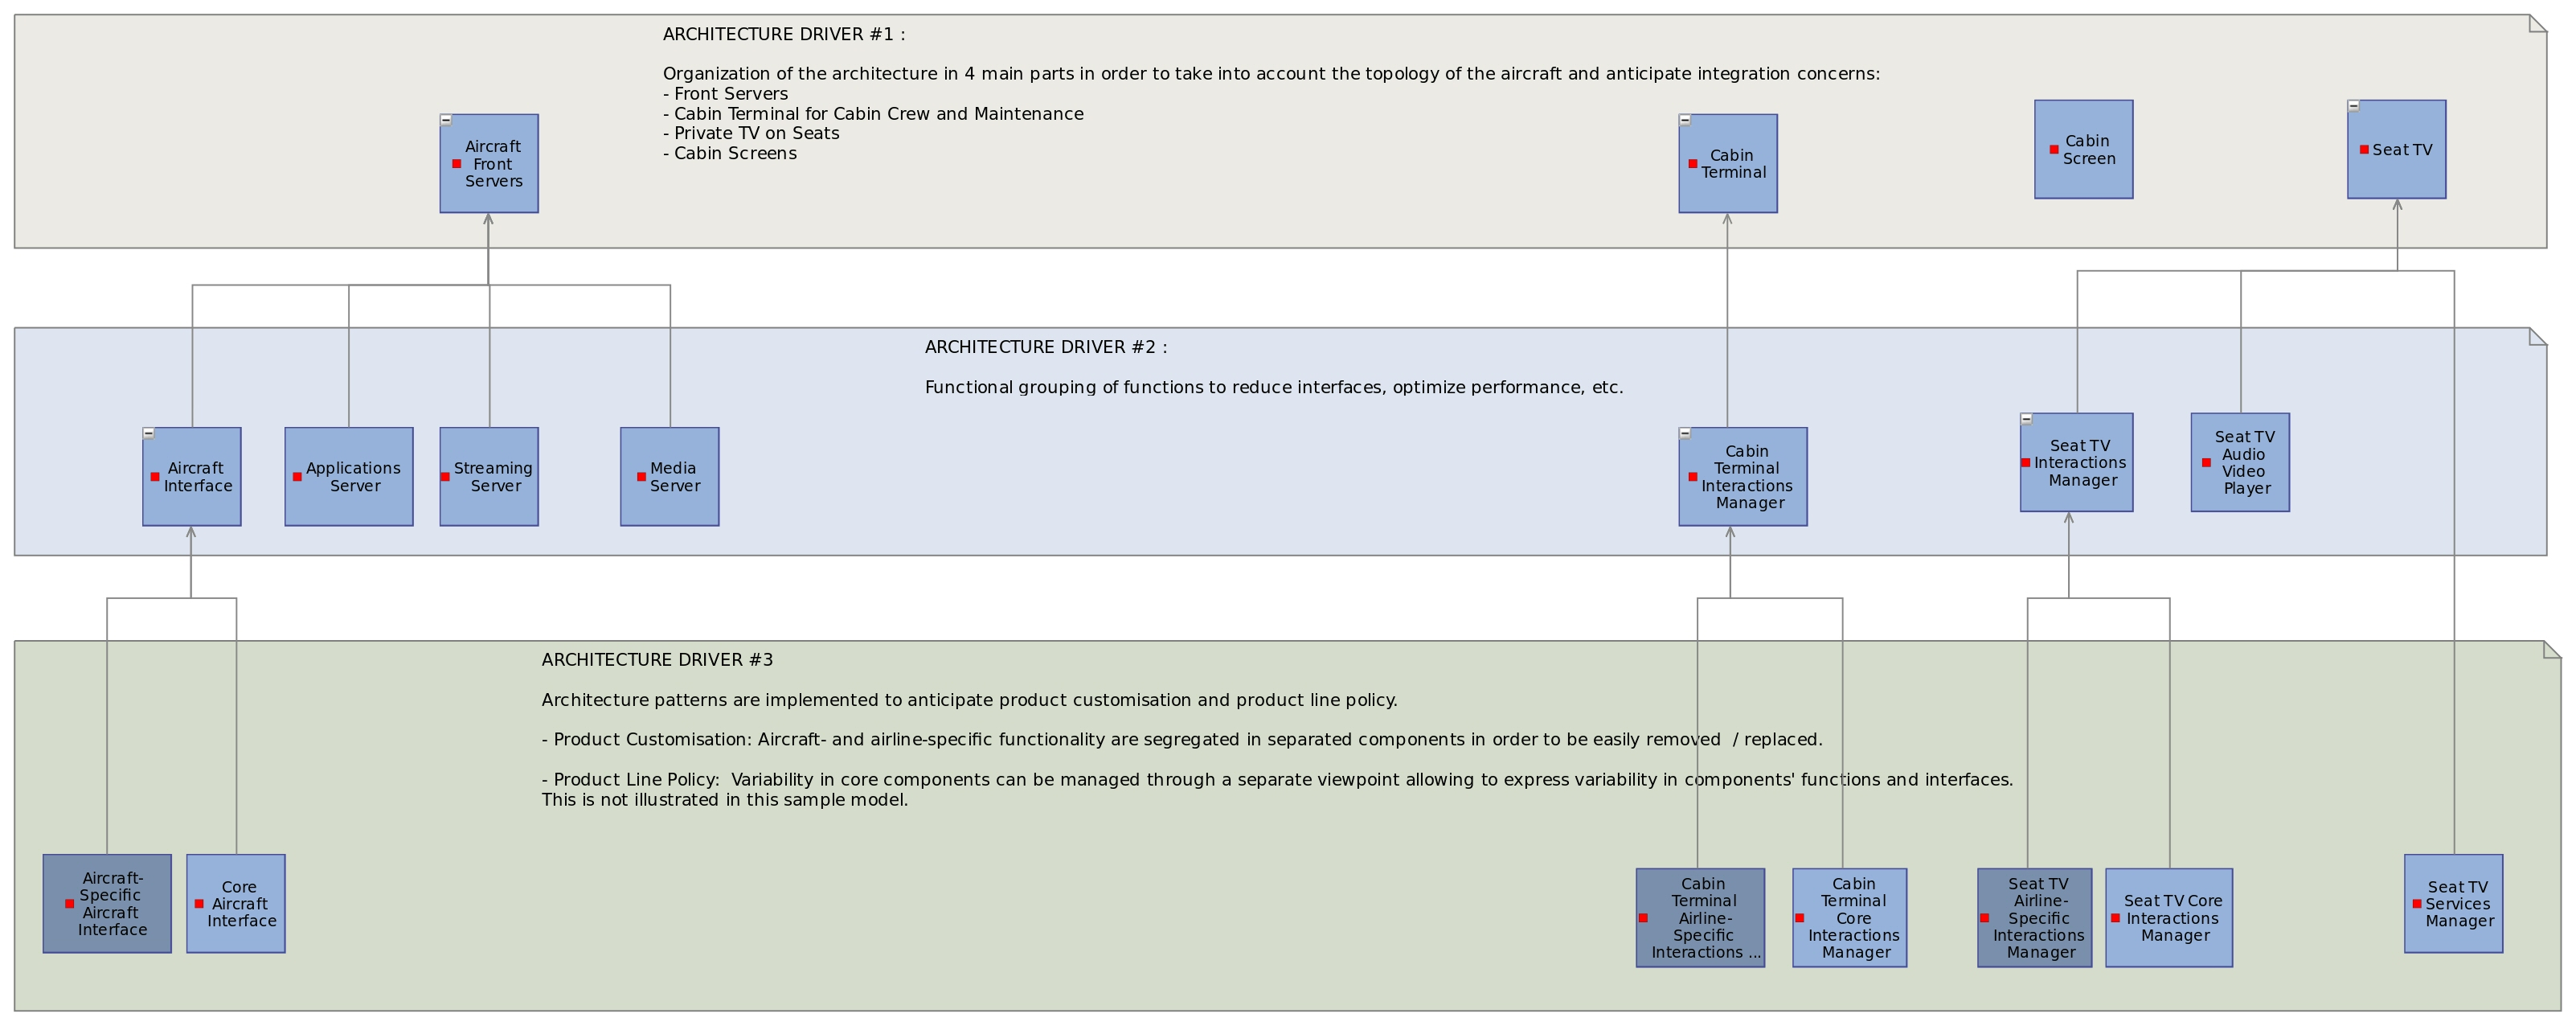 ARCHITECTURE DRIVER #1 :
Organization of the architecture in 4 main parts in order to take into account the topology of the aircraft and anticipate integration concerns:
- Front Servers
- Cabin Terminal for Cabin Crew and Maintenance
- Private TV on Seats
- Cabin Screens
Aircraft
Front
Servers
Cabin
Terminal
Cabin
Screen
Seat TV
ARCHITECTURE DRIVER #2 :
Functional grouping of functions to reduce interfaces, optimize performance, etc.
Aircraft
Interface
Applications
Server
Streaming
Server
Media
Server
Cabin
Terminal
Interactions
Manager
Seat TV
Interactions
Manager
Seat TV
Audio
Video
Player
ARCHITECTURE DRIVER #3
Architecture patterns are implemented to anticipate product customisation and product line policy.
- Product Customisation: Aircraft- and airline-specific functionality are segregated in separated components in order to be easily removed  / replaced.
- Product Line Policy:  Variability in core components can be managed through a separate viewpoint allowing to express variability in components' functions and interfaces.
This is not illustrated in this sample model.
Aircraft-
Specific
Aircraft
Interface
Core
Aircraft
Interface
Cabin
Terminal
Airline-
Specific
Interactions ...
Cabin
Terminal
Core
Interactions
Manager
Seat TV
Airline-
Specific
Interactions
Manager
Seat TV Core
Interactions
Manager
Seat TV
Services
Manager